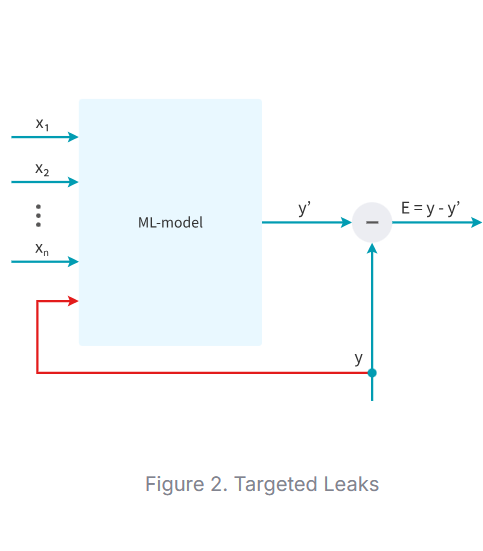 x₁
x₂
xₙ
ML-model
y’
−
E = y - y’
y
Figure 2. Targeted Leaks